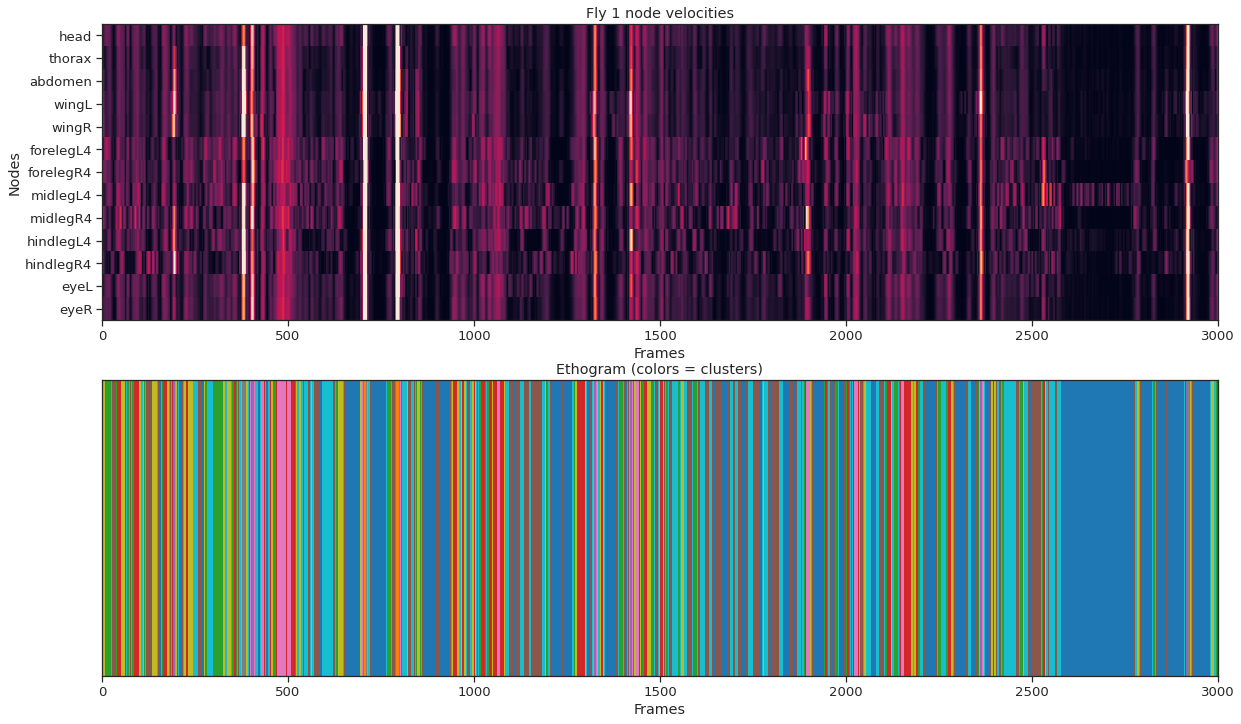 Fly 1 node velocities
Nodes
head
thorax
abdomen
wingL
wingR
forelegL4
forelegR4
midlegL4
midlegR4
hindlegL4
hindlegR4
eyeL
eyeR
0 500 1000 1500 2000 2500 3000
Frames
Ethogram (colors = clusters)
0 500 1000 1500 2000 2500 3000
Frames